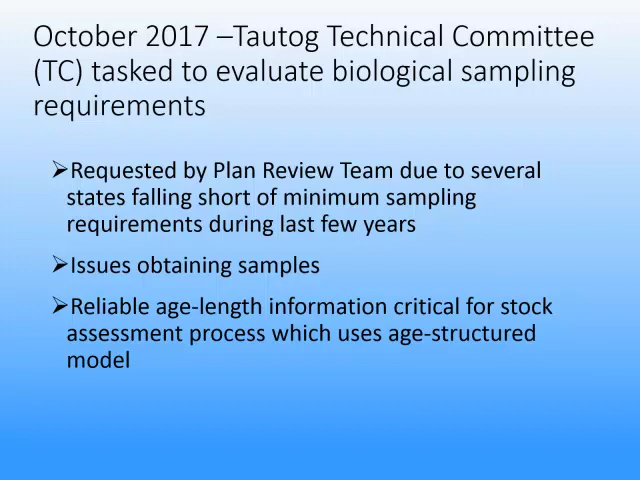 October 2017 –Tautog Technical Committee
(TC) tasked to evaluate biological sampling
requirements
➢Requested by Plan Review Team due to several
states falling short of minimum sampling
requirements during last few years
➢Issues obtaining samples
➢Reliable age-length information critical for stock
assessment process which uses age-structured
model